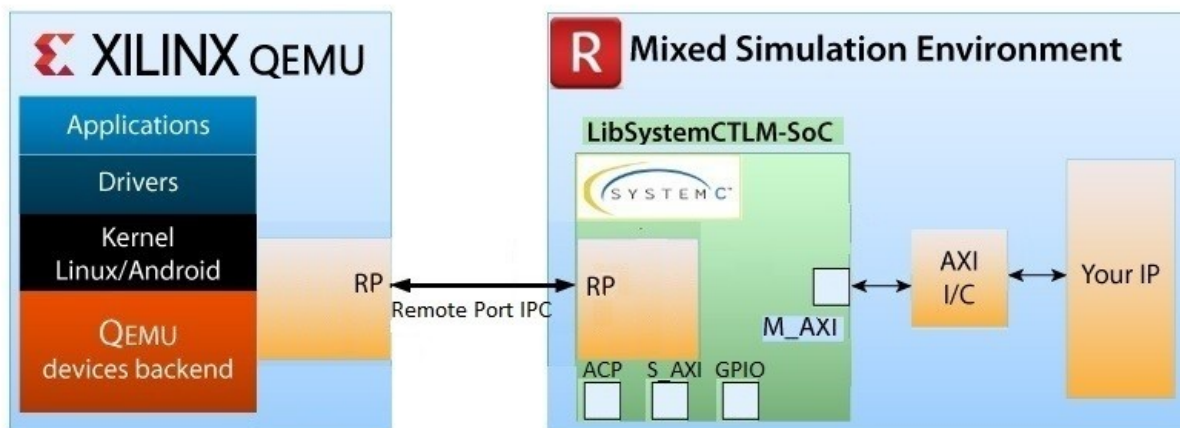 XILINX QEMU
Applications
Drivers
Kernel
Linux/Android
QEMU
devices backend
RP
Remote Port IPC
R Mixed Simulation Environment
LibSystemCTLM-SoC
SYSTEM C™
RP
M_AXI
ACP S_AXI GPIO
AXI
I/C
Your IP